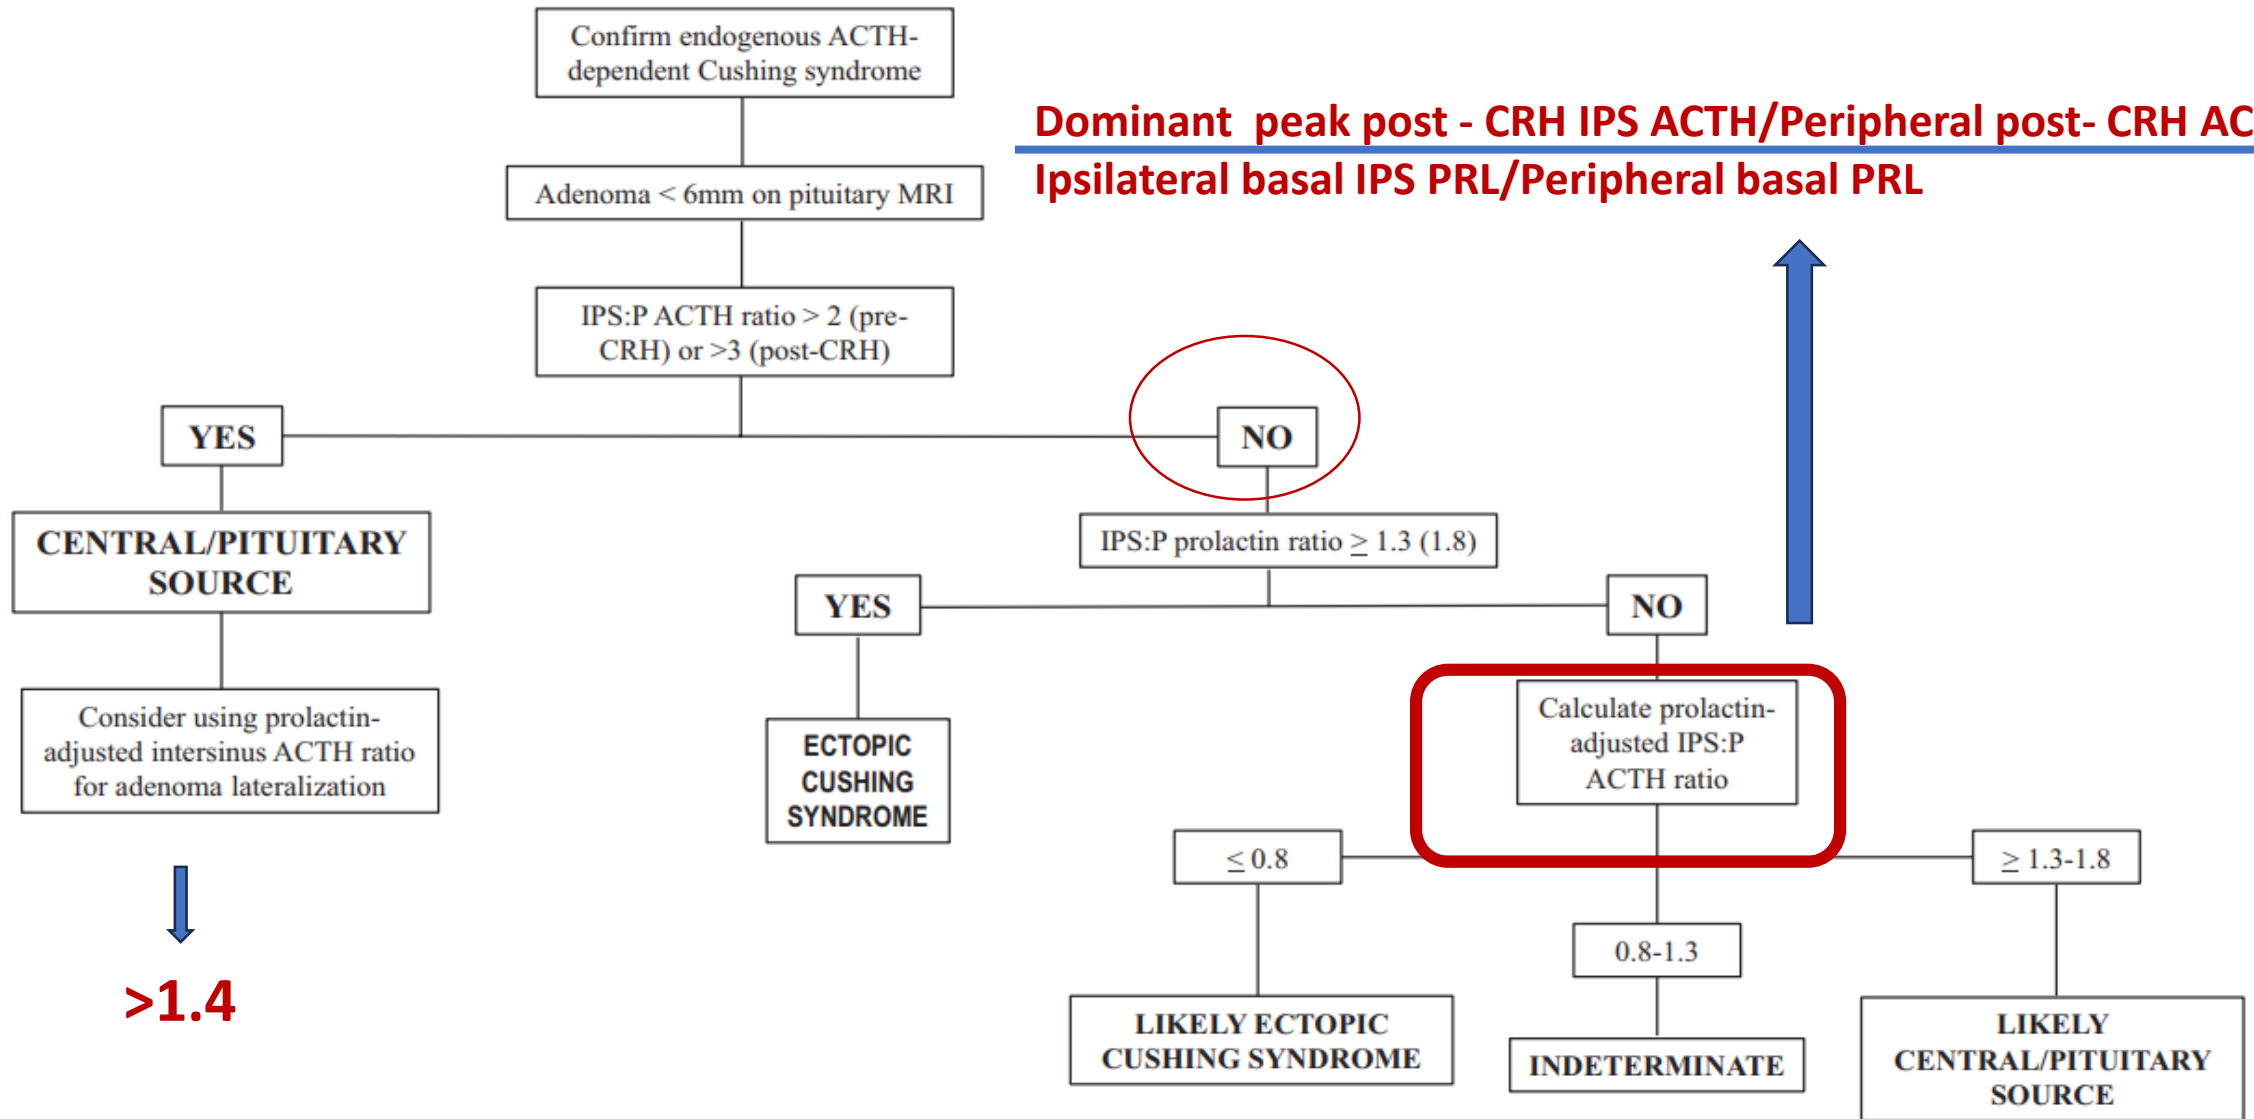 Confirm endogenous ACTH-
dependent Cushing syndrome
Dominant peak post - CRH IPS ACTH/Peripheral post- CRH AC
Ipsilateral basal IPS PRL/Peripheral basal PRL
Adenoma < 6mm on pituitary MRI
IPS:P ACTH ratio > 2 (pre-
CRH) or >3 (post-CRH)
YES
NO
CENTRAL/PITUITARY
SOURCE
IPS:P prolactin ratio ≥ 1.3 (1.8)
YES
NO
Consider using prolactin-
adjusted intersinus ACTH ratio
for adenoma lateralization
ECTOPIC
CUSHING
SYNDROME
Calculate prolactin-
adjusted IPS:P
ACTH ratio
≤ 0.8
≥ 1.3-1.8
0.8-1.3
>1.4
LIKELY ECTOPIC
CUSHING SYNDROME
INDETERMINATE
LIKELY
CENTRAL/PITUITARY
SOURCE